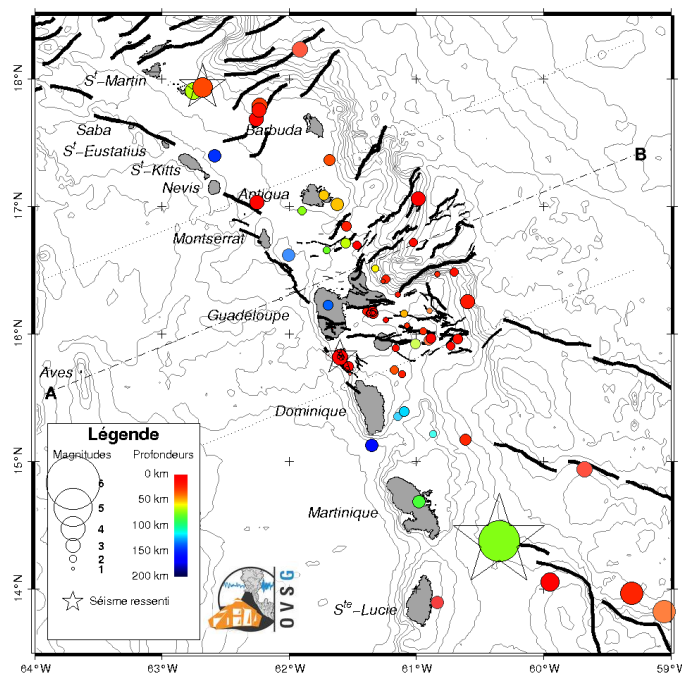 18°N
17°N
16°N
15°N
14°N
64°W
63°W
62°W
61°W
60°W
59°W
Sᵗ-Martin
Saba
Sᵗ-Eustatius
Sᵗ-Kitts
Nevis
Barbuda
Antigua
Montserrat
Guadeloupe
Aves
Dominique
Martinique
Sᵗᵉ-Lucie
A
B
Légende
Magnitudes
Profondeurs
6
5
4
3
2
1
0 km
50 km
100 km
150 km
200 km
Séisme ressenti
OVSG